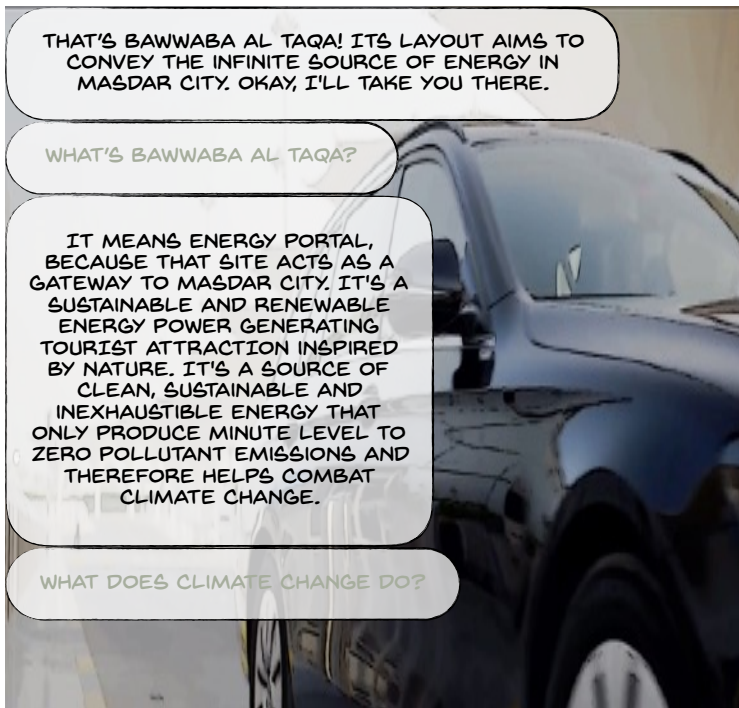 THAT'S BAWWABA AL TAQA! ITS LAYOUT AIMS TO
CONVEY THE INFINITE SOURCE OF ENERGY IN
MASDAR CITY. OKAY, I'LL TAKE YOU THERE.
WHAT'S BAWWABA AL TAQA?
IT MEANS ENERGY PORTAL,
BECAUSE THAT SITE ACTS AS A
GATEWAY TO MASDAR CITY. IT'S A
SUSTAINABLE AND RENEWABLE
ENERGY POWER GENERATING
TOURIST ATTRACTION INSPIRED
BY NATURE. IT'S A SOURCE OF
CLEAN, SUSTAINABLE AND
INEXHAUSTIBLE ENERGY THAT
ONLY PRODUCE MINUTE LEVEL TO
ZERO POLLUTANT EMISSIONS AND
THEREFORE HELPS COMBAT
CLIMATE CHANGE.
WHAT DOES CLIMATE CHANGE DO?